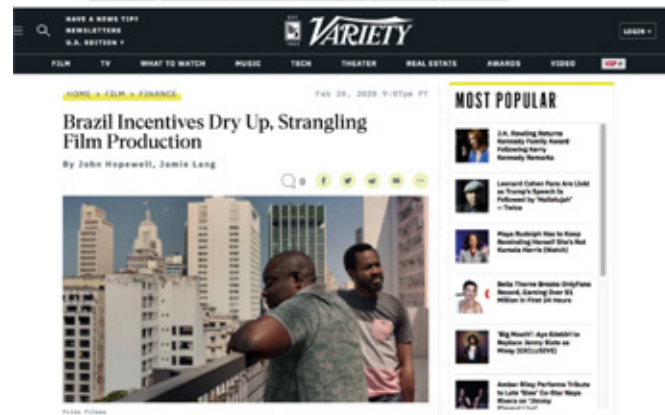 HAVE A NEWS TIP?
NEWSLETTERS
U.S. EDITION
VARIETY
LOGIN
FILM TV WHAT TO WATCH MUSIC TECH THEATER REAL ESTATE AWARDS VIDEO VIP+
HOME > FILM > FINANCE
Feb 20, 2020 9:07pm PT
Brazil Incentives Dry Up, Strangling
Film Production
By John Hopewell, Jamie Lang
0
MOST POPULAR
J.K. Rowling Returns
Kennedy Family Award
Following Kerry
Kennedy Remarks
Leonard Cohen Fans Are Livid
as Trump's Speech Is
Followed by 'Hallelujah'
— Twice
Maya Rudolph Has to Keep
Reminding Herself She's Not
Kamala Harris (Watch)
Bella Thorne Breaks OnlyFans
Record, Earning Over $1
Million in First 24 Hours
'Big Mouth': Ayo Edebiri to
Replace Jenny Slate as
Missy (EXCLUSIVE)
Amber Riley Performs Tribute
to Late 'Glee' Co-Star Naya
Rivera on 'Jimmy
Films